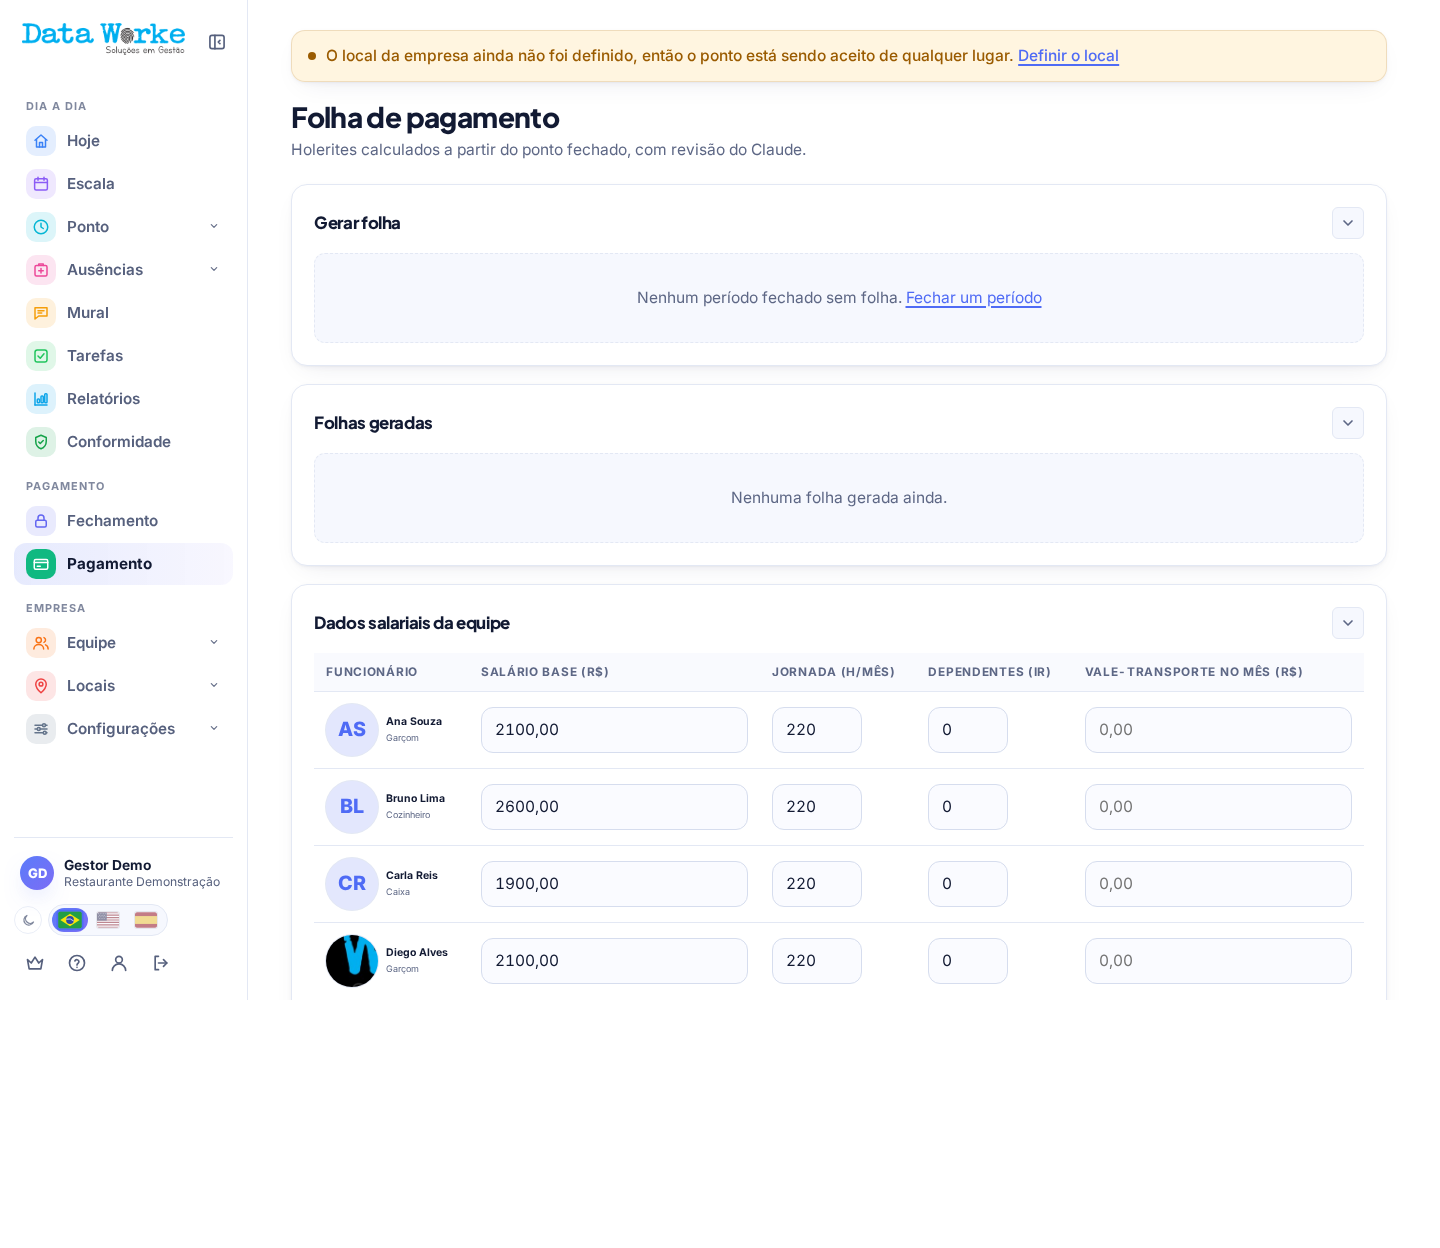 Data Worke
Soluções em Gestão
DIA A DIA
Hoje
Escala
Ponto
Ausências
Mural
Tarefas
Relatórios
Conformidade
PAGAMENTO
Fechamento
Pagamento
EMPRESA
Equipe
Locais
Configurações
GD
Gestor Demo
Restaurante Demonstração
O local da empresa ainda não foi definido, então o ponto está sendo aceito de qualquer lugar. Definir o local
Folha de pagamento
Holerites calculados a partir do ponto fechado, com revisão do Claude.
Gerar folha
Nenhum período fechado sem folha. Fechar um período
Folhas geradas
Nenhuma folha gerada ainda.
Dados salariais da equipe
FUNCIONÁRIO SALÁRIO BASE (R$) JORNADA (H/MÊS) DEPENDENTES (IR) VALE-TRANSPORTE NO MÊS (R$)
AS Ana Souza 2100,00 220 0 0,00
Garçom
BL Bruno Lima 2600,00 220 0 0,00
Cozinheiro
CR Carla Reis 1900,00 220 0 0,00
Caixa
Diego Alves 2100,00 220 0 0,00
Garçom